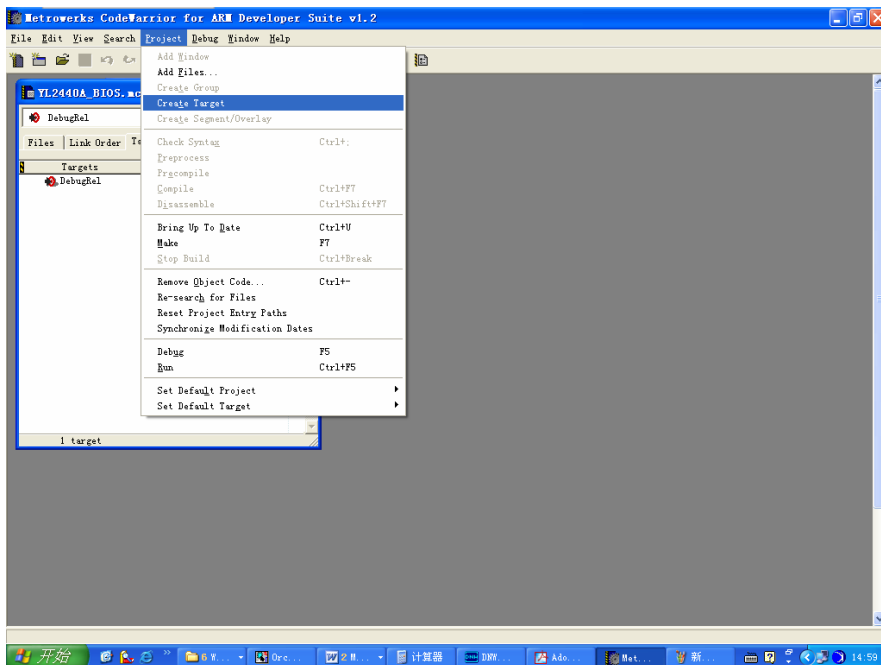 Metrowerks CodeWarrior for ARM Developer Suite v1.2
File Edit View Search Project Debug Window Help
Add Window
Add Files...
Create Group
Create Target
Create Segment/Overlay
Check Syntax Ctrl+;
Preprocess
Precompile
Compile Ctrl+F7
Disassemble Ctrl+Shift+F7
Bring Up To Date Ctrl+U
Make F7
Stop Build Ctrl+Break
Remove Object Code... Ctrl+-
Re-search for Files
Reset Project Entry Paths
Synchronize Modification Dates
Debug F5
Run Ctrl+F5
Set Default Project
Set Default Target
YL2440A_BIOS.mc
DebugRel
Files Link Order Te
Targets
DebugRel
1 target
开始 6 W... Orc... 2 M... 计算器 DNW... Ado... Met... 新... 14:59